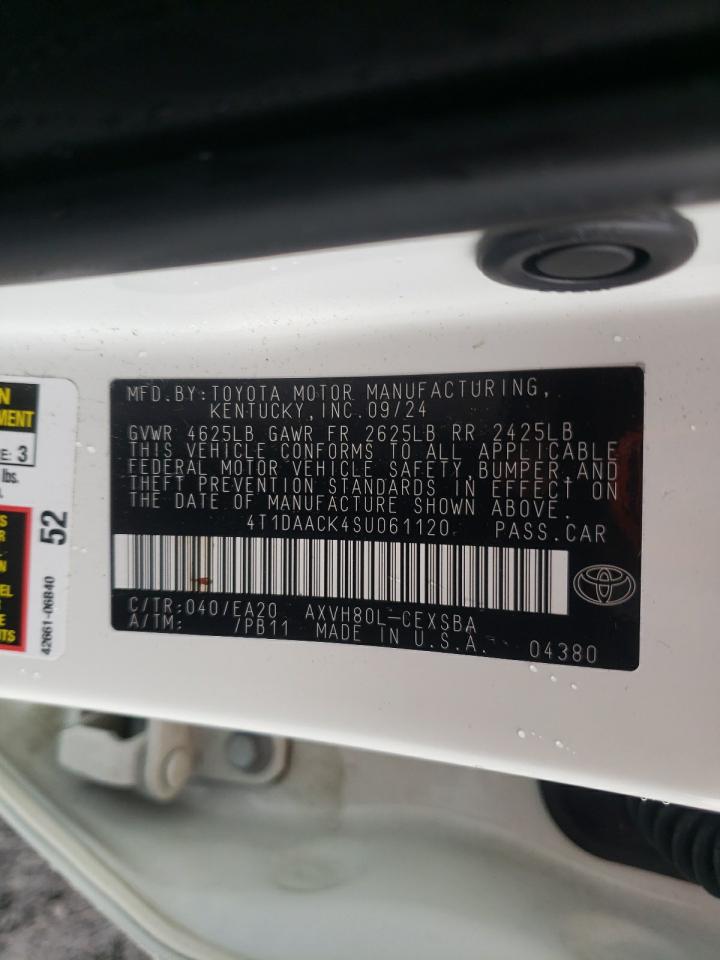 MFD.BY:TOYOTA MOTOR MANUFACTURING,
KENTUCKY,INC.09/24
GVWR 4625LB GAWR FR 2625LB RR 2425LB
THIS VEHICLE CONFORMS TO ALL APPLICABLE
FEDERAL MOTOR VEHICLE SAFETY,BUMPER,AND
THEFT PREVENTION STANDARDS IN EFFECT ON
THE DATE OF MANUFACTURE SHOWN ABOVE.
4T1DAACK4SU061120 PASS.CAR
C/TR:040/EA20 AXVH80L-CEXSBA
A/TM: 7PB11 MADE IN U.S.A. 04380
E: 3
lbs.
52
42661-06B40